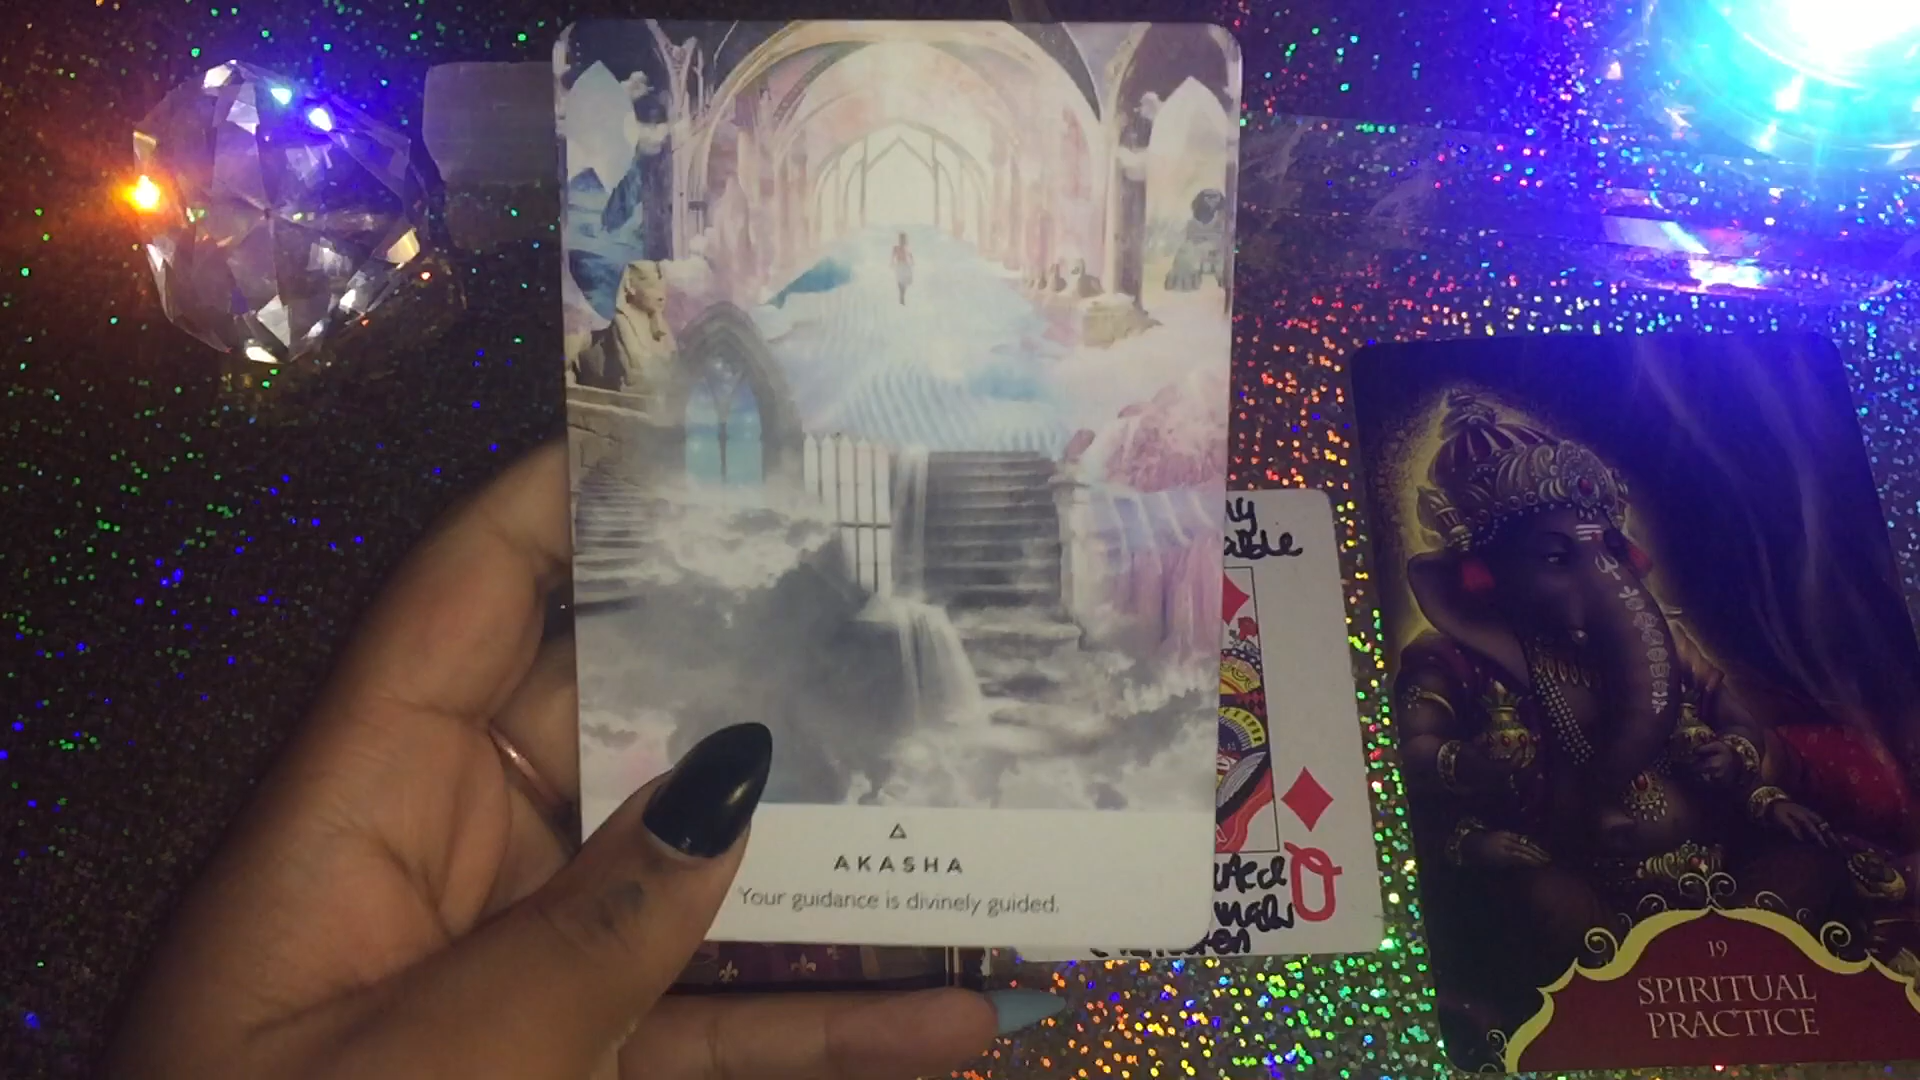 AKASHA
Your guidance is divinely guided.
Q
19
SPIRITUAL
PRACTICE